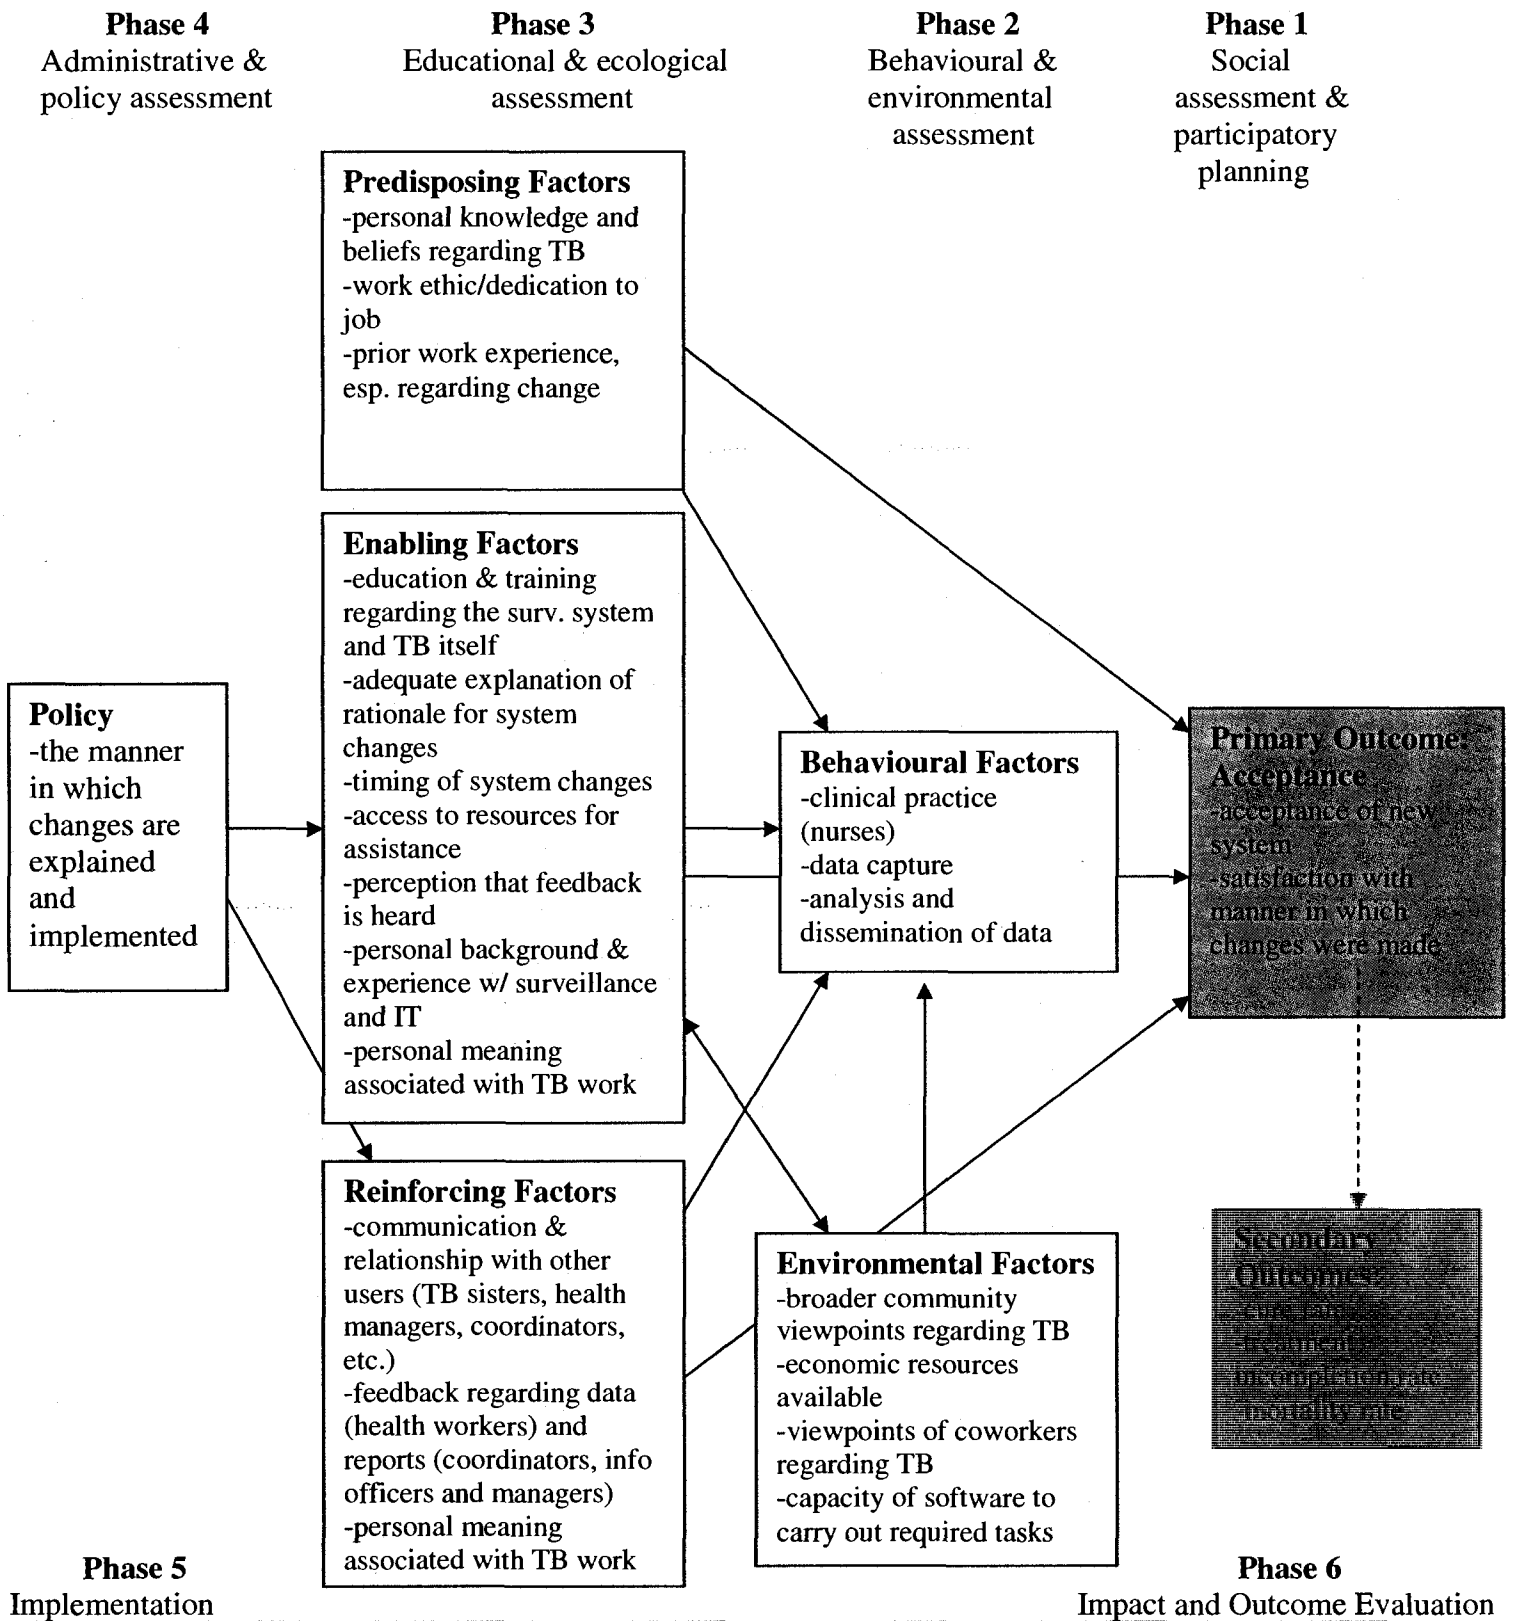 Phase 4
Administrative &
policy assessment
Phase 3
Educational & ecological
assessment
Phase 2
Behavioural &
environmental
assessment
Phase 1
Social
assessment &
participatory
planning
Predisposing Factors
-personal knowledge and
beliefs regarding TB
-work ethic/dedication to
job
-prior work experience,
esp. regarding change
Enabling Factors
-education & training
regarding the surv. system
and TB itself
-adequate explanation of
rationale for system
changes
-timing of system changes
-access to resources for
assistance
-perception that feedback
is heard
-personal background &
experience w/ surveillance
and IT
-personal meaning
associated with TB work
Policy
-the manner
in which
changes are
explained
and
implemented
Behavioural Factors
-clinical practice
(nurses)
-data capture
-analysis and
dissemination of data
Primary Outcome:
Acceptance
-acceptance of new
system
-satisfaction with
manner in which
changes were made
Reinforcing Factors
-communication &
relationship with other
users (TB sisters, health
managers, coordinators,
etc.)
-feedback regarding data
(health workers) and
reports (coordinators, info
officers and managers)
-personal meaning
associated with TB work
Environmental Factors
-broader community
viewpoints regarding TB
-economic resources
available
-viewpoints of coworkers
regarding TB
-capacity of software to
carry out required tasks
Secondary
Outcomes:
-cure rate
-treatment
incompletion rate
-mortality rate
Phase 5
Implementation
Phase 6
Impact and Outcome Evaluation